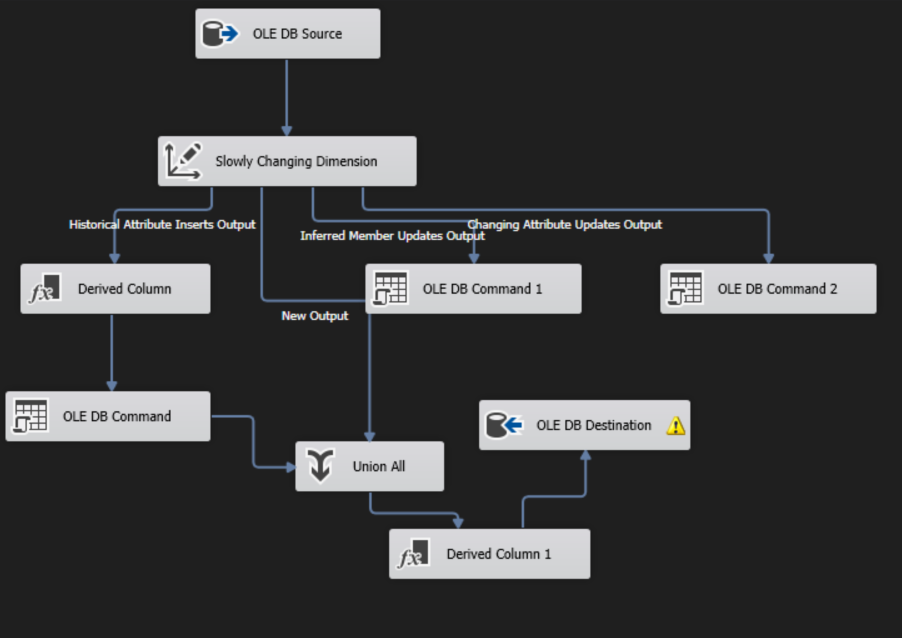 OLE DB Source
Slowly Changing Dimension
Historical Attribute Inserts Output
Changing Attribute Updates Output
Inferred Member Updates Output
Derived Column
OLE DB Command 1
OLE DB Command 2
New Output
OLE DB Command
OLE DB Destination
Union All
Derived Column 1